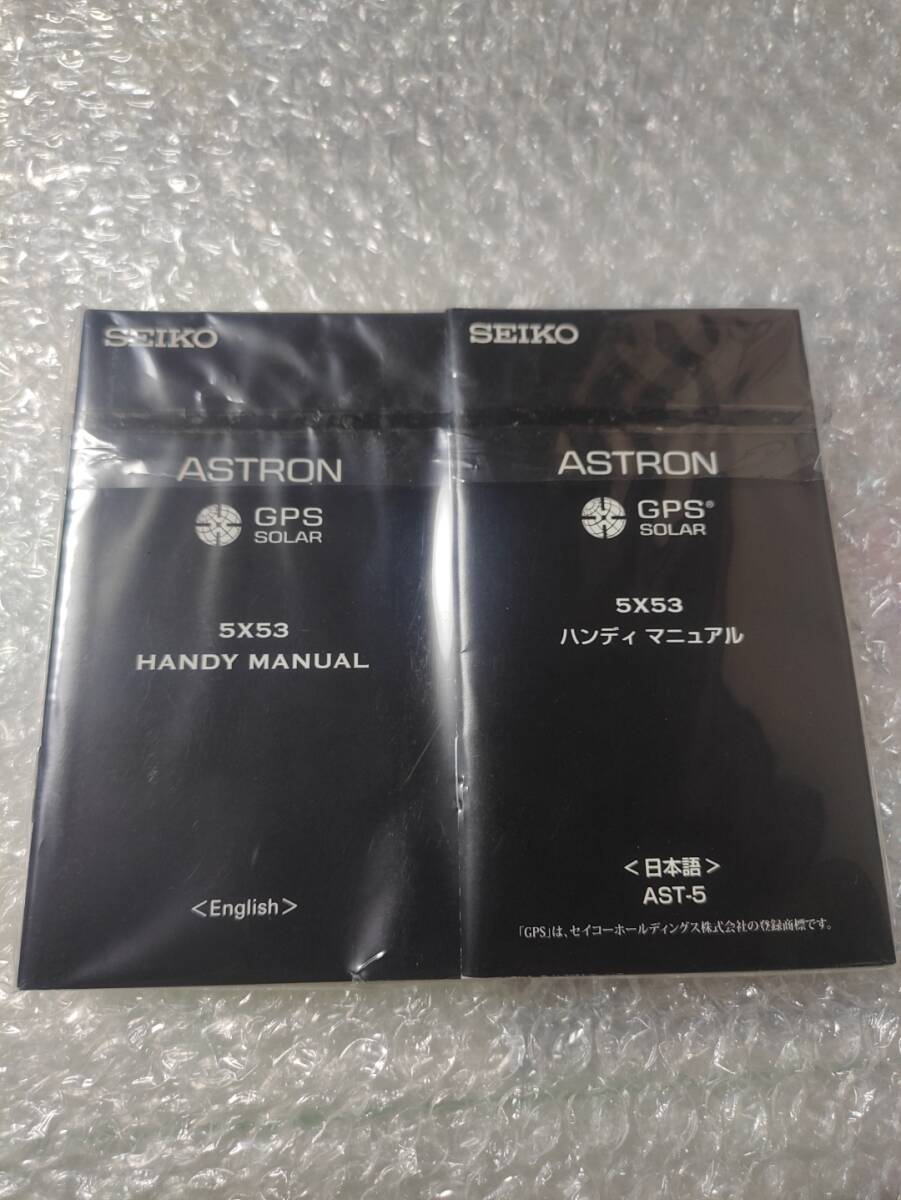 SEIKO
ASTRON
GPS
SOLAR
5X53
HANDY MANUAL
<English>
SEIKO
ASTRON
GPS®
SOLAR
5X53
ハンディ マニュアル
<日本語>
AST-5
「GPS」は、セイコーホールディングス株式会社の登録商標です。